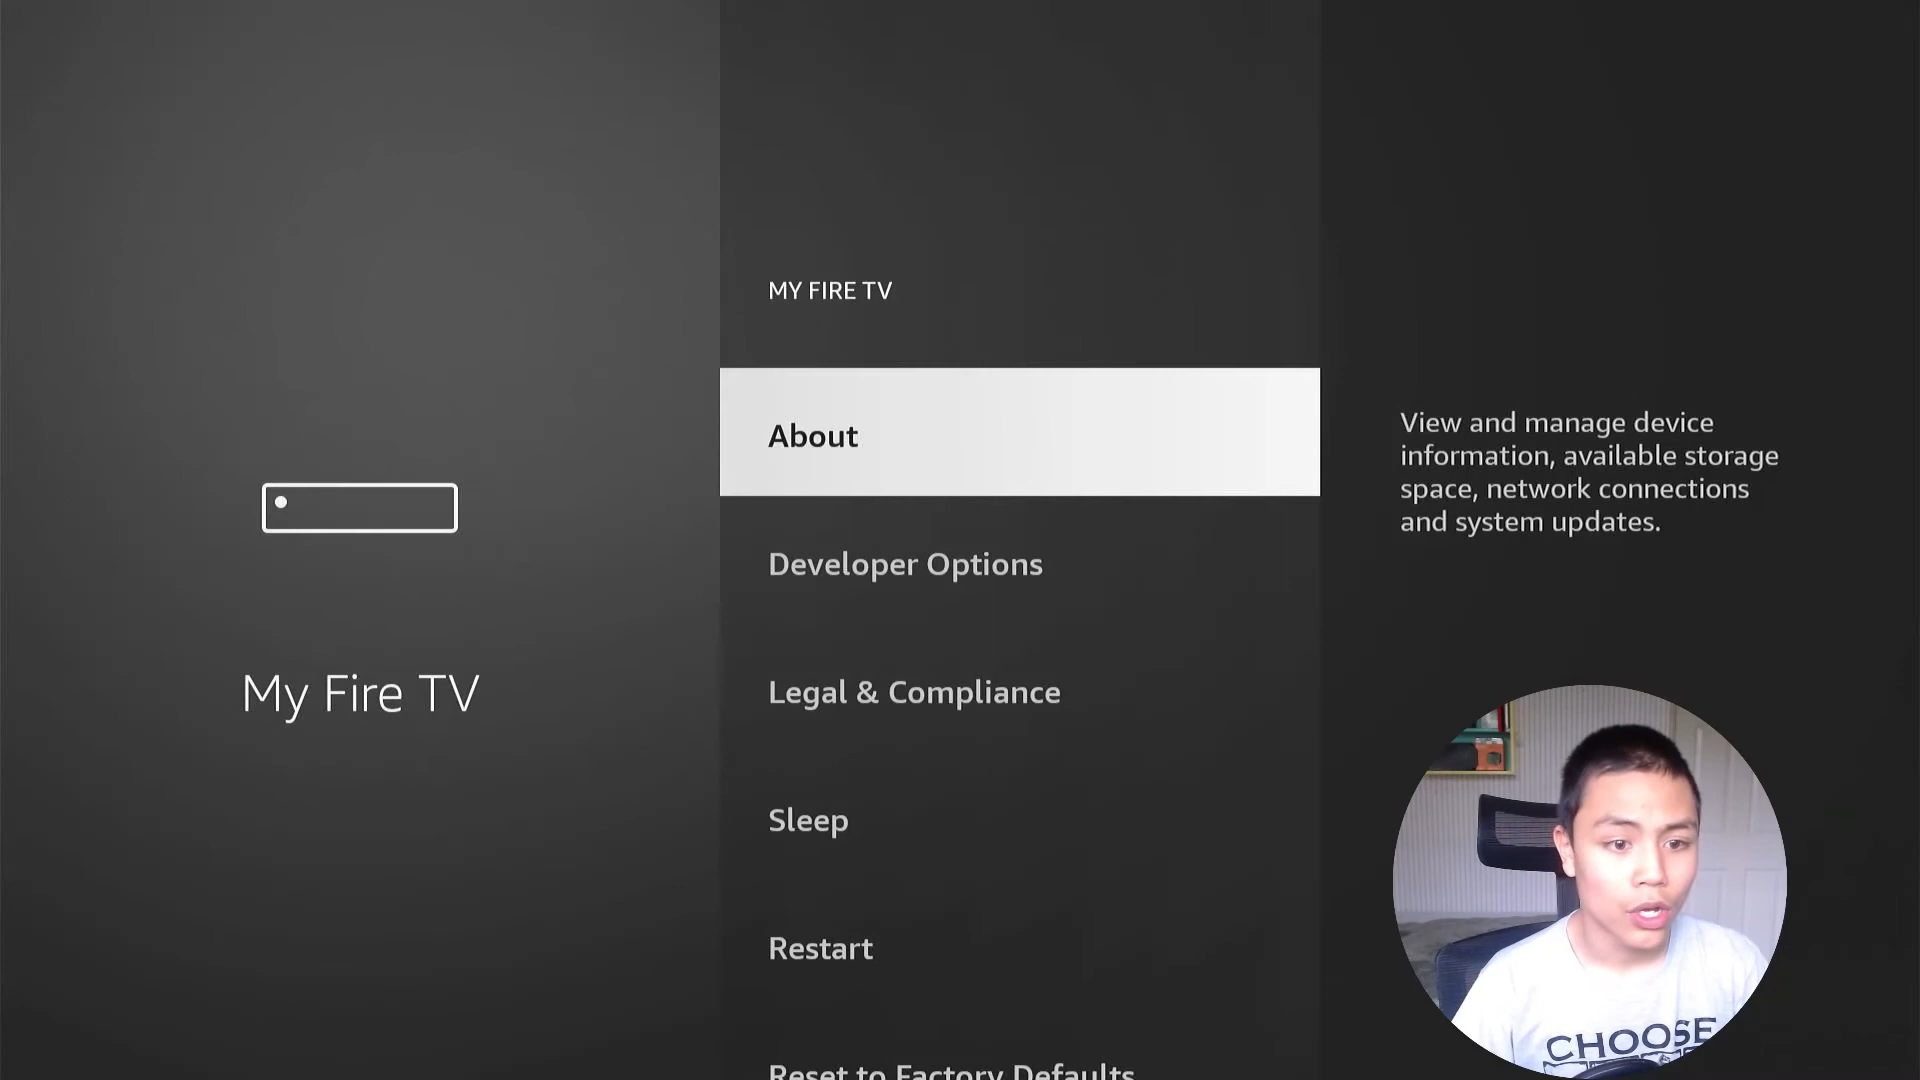 MY FIRE TV
About
Developer Options
Legal & Compliance
Sleep
Restart
Reset to Factory Defaults
My Fire TV
View and manage device
information, available storage
space, network connections
and system updates.
CHOOSE